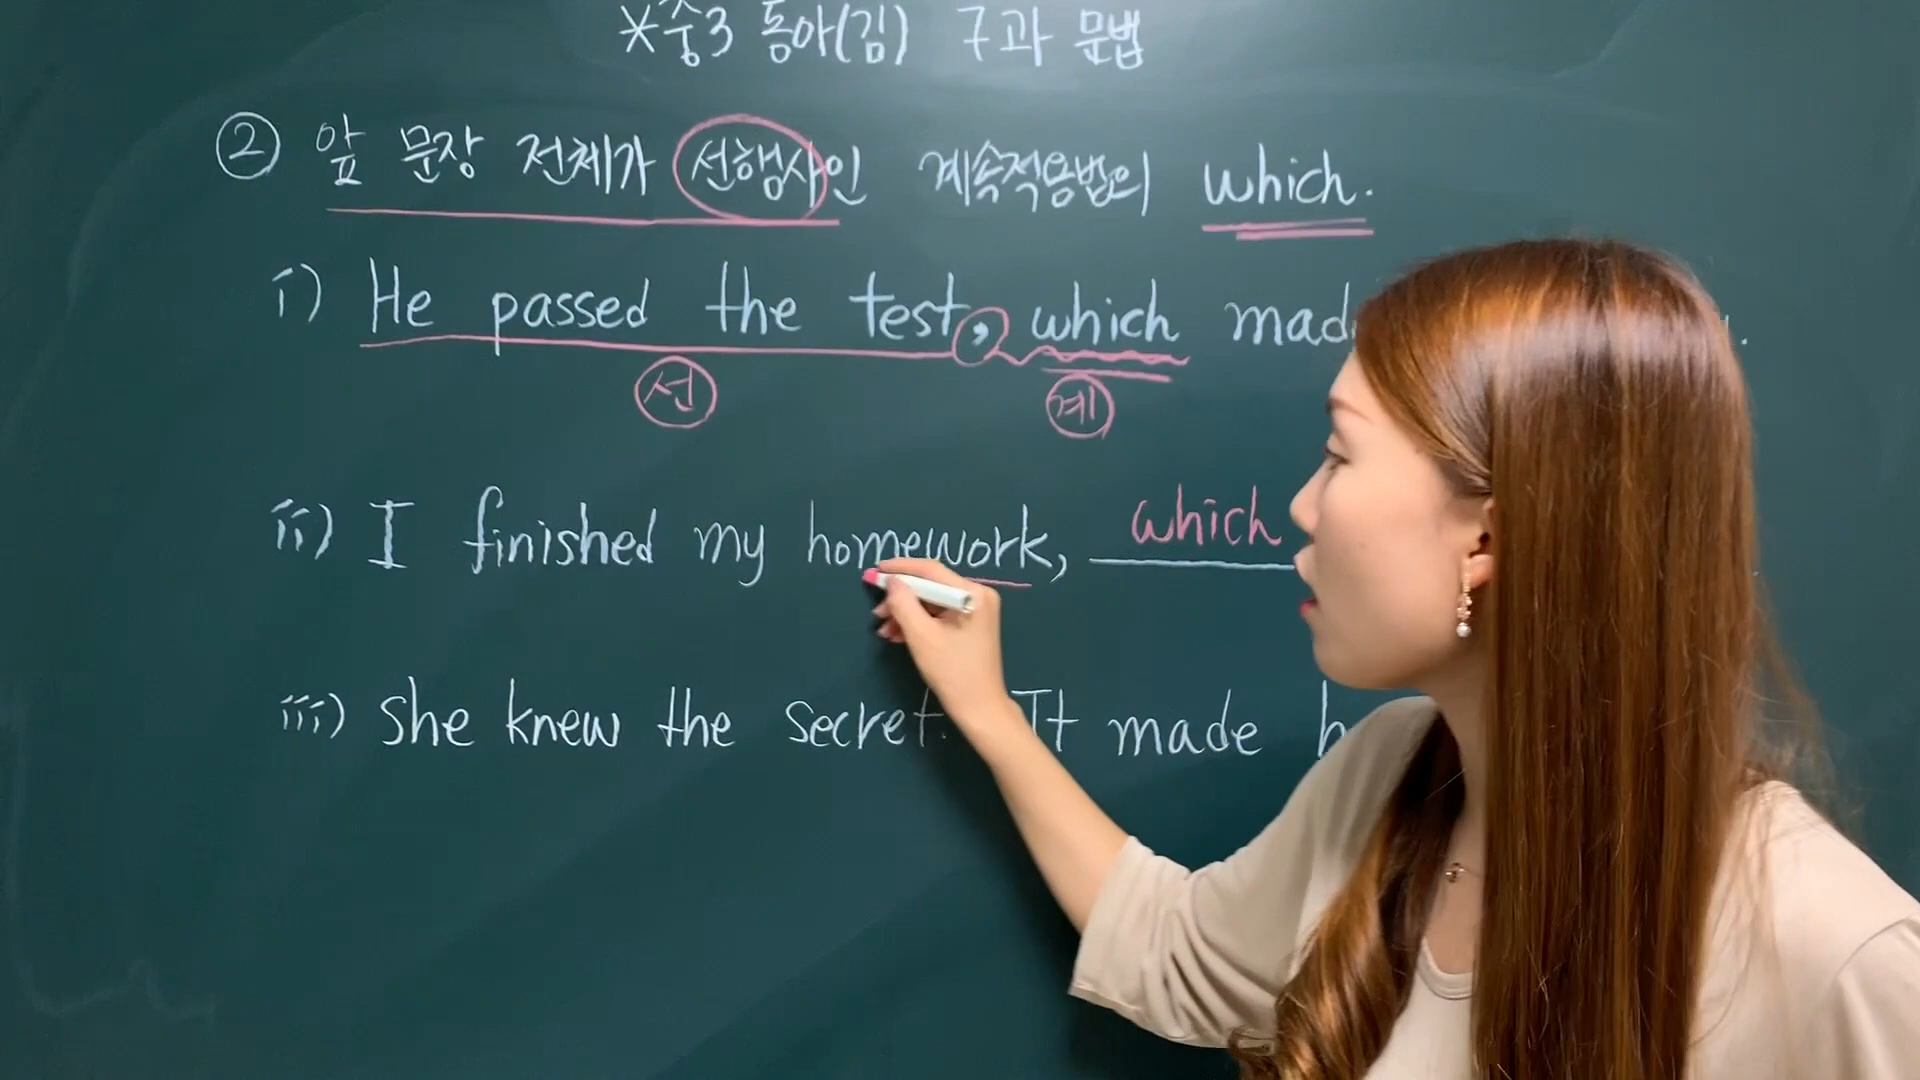 *중3 동아(김) 7과 문법
② 앞 문장 전체가 선행사인 계속적용법의 which.
i) He passed the test, which mad .
선 계
ii) I finished my homework, which
iii) She knew the secret. It made h